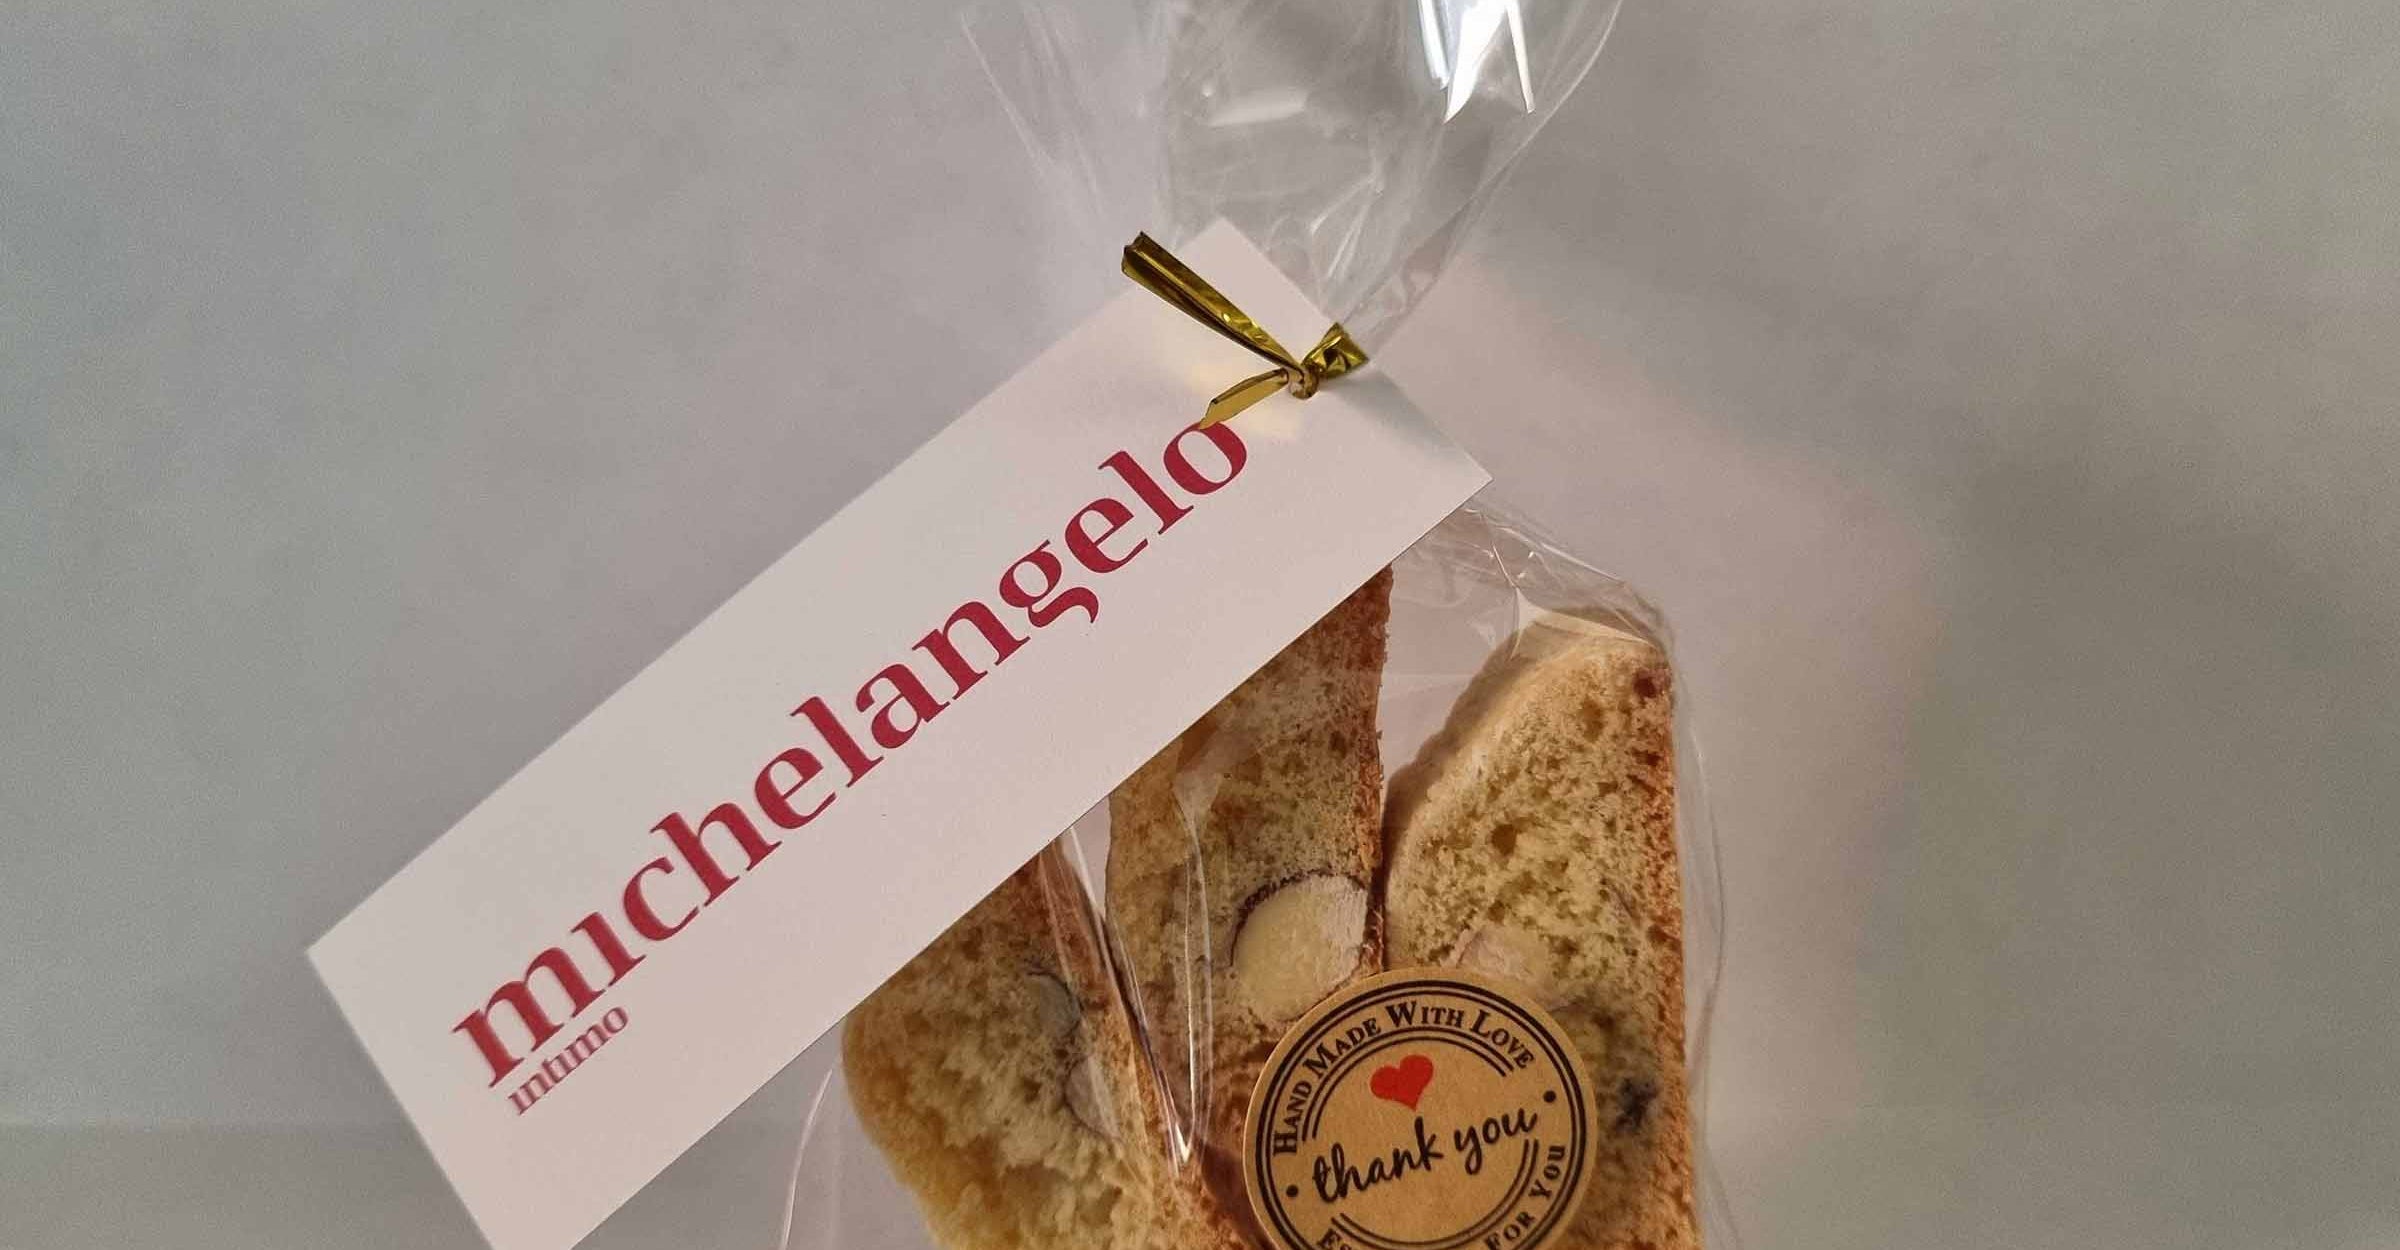 michelangelo
intimo
HAND MADE WITH LOVE
thank you
FOR YOU